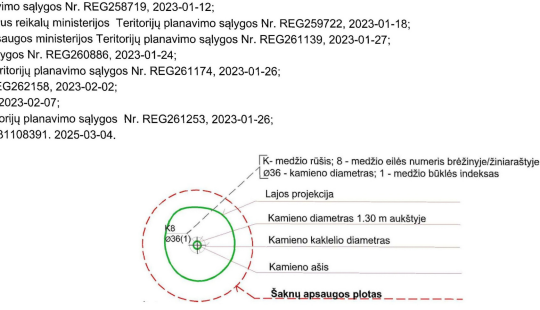 vimo sąlygos Nr. REG258719, 2023-01-12;
us reikalų ministerijos Teritorijų planavimo sąlygos Nr. REG259722, 2023-01-18;
saugos ministerijos Teritorijų planavimo sąlygos Nr. REG261139, 2023-01-27;
ygos Nr. REG260886, 2023-01-24;
ritorijų planavimo sąlygos Nr. REG261174, 2023-01-26;
EG262158, 2023-02-02;
2023-02-07;
orijų planavimo sąlygos Nr. REG261253, 2023-01-26;
31108391. 2025-03-04.
K- medžio rūšis; 8 - medžio eilės numeris brėžinyje/žiniaraštyje
ø36 - kamieno diametras; 1 - medžio būklės indeksas
Lajos projekcija
Kamieno diametras 1.30 m aukštyje
Kamieno kaklelio diametras
Kamieno ašis
Šaknų apsaugos plotas
K8
ø36(1)